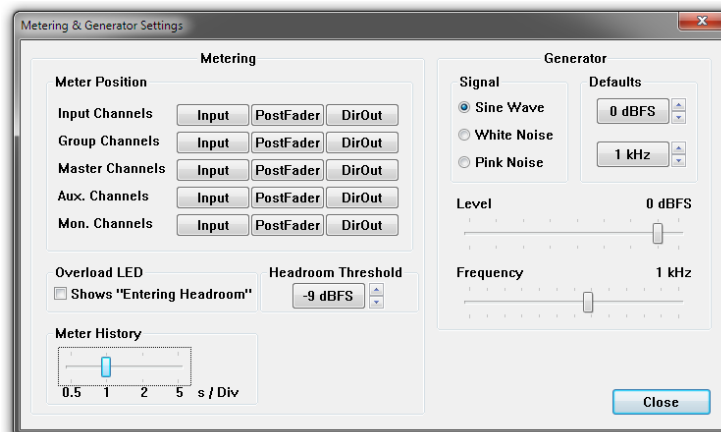 Metering & Generator Settings
Metering
Meter Position
Input Channels Input PostFader DirOut
Group Channels Input PostFader DirOut
Master Channels Input PostFader DirOut
Aux. Channels Input PostFader DirOut
Mon. Channels Input PostFader DirOut
Overload LED
Shows "Entering Headroom"
Headroom Threshold
-9 dBFS
Meter History
0.5 1 2 5 s / Div
Generator
Signal
Sine Wave
White Noise
Pink Noise
Defaults
0 dBFS
1 kHz
Level 0 dBFS
Frequency 1 kHz
Close